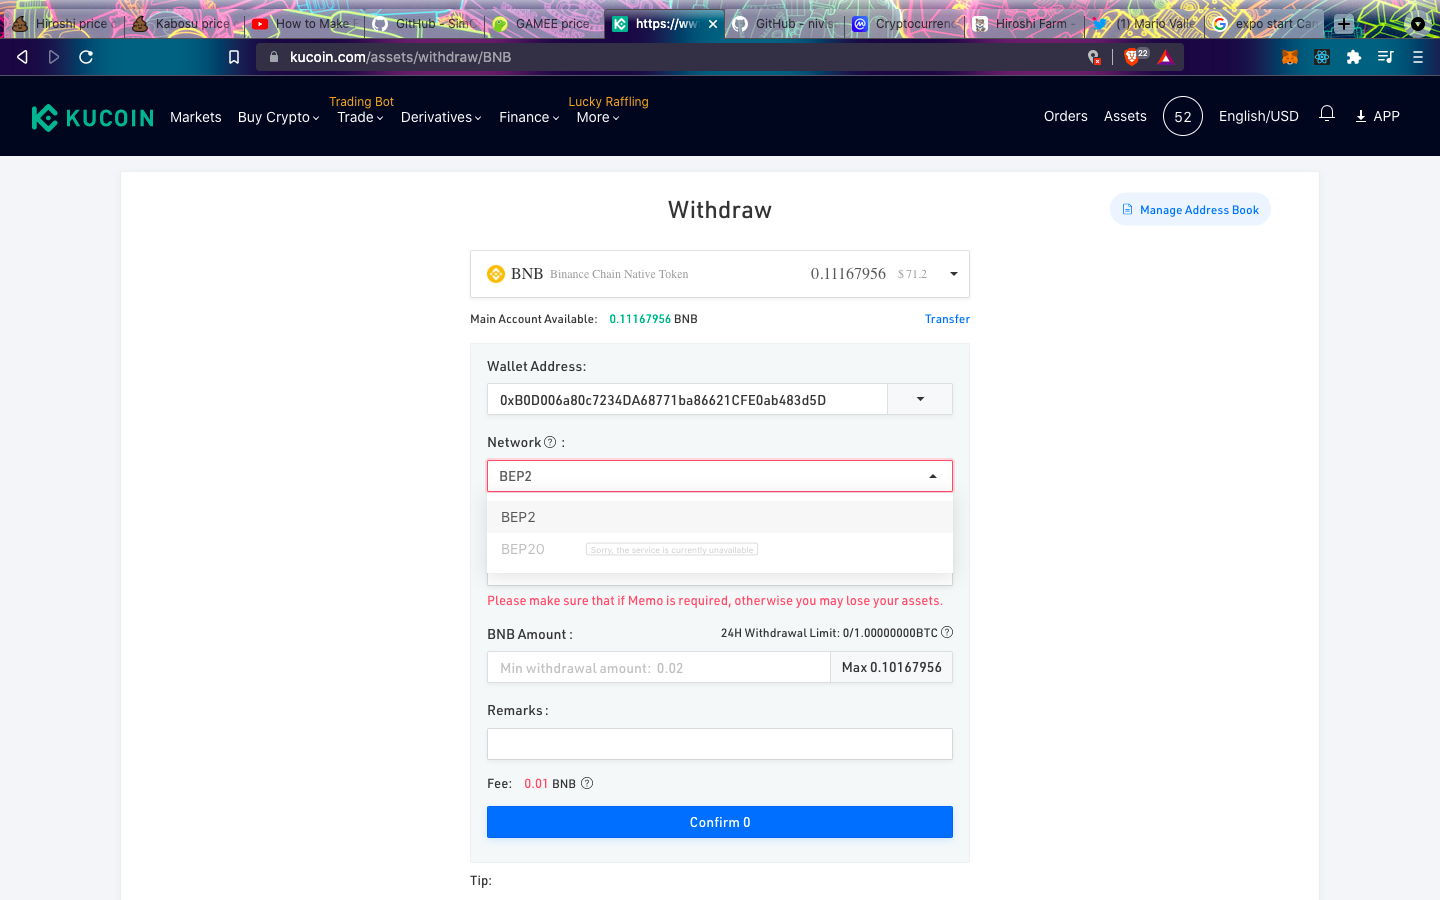 Hiroshi price
Kabosu price
How to Make
GitHub - Sim
GAMEE price
https://ww
GitHub - niv
Cryptocurren
Hiroshi Farm -
(1) Mario Valle
expo start Car
kucoin.com/assets/withdraw/BNB
22
KUCOIN
Markets
Buy Crypto
Trading Bot
Trade
Derivatives
Finance
Lucky Raffling
More
Orders
Assets
52
English/USD
APP
Withdraw
Manage Address Book
BNB Binance Chain Native Token 0.11167956 $ 71.2
Main Account Available: 0.11167956 BNB Transfer
Wallet Address:
0xB0D006a80c7234DA68771ba86621CFE0ab483d5D
Network ? :
BEP2
BEP2
BEP20 Sorry, the service is currently unavailable
Please make sure that if Memo is required, otherwise you may lose your assets.
BNB Amount : 24H Withdrawal Limit: 0/1.00000000BTC ?
Min withdrawal amount: 0.02 Max 0.10167956
Remarks :
Fee: 0.01 BNB ?
Confirm 0
Tip: